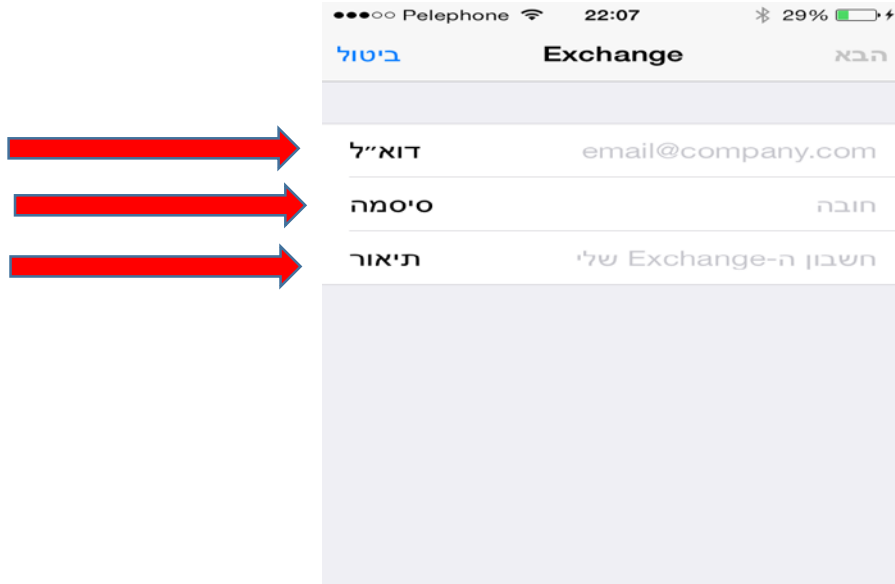 Pelephone 22:07 29%
ביטול Exchange הבא
דוא״ל email@company.com
סיסמה חובה
תיאור חשבון ה-Exchange שלי